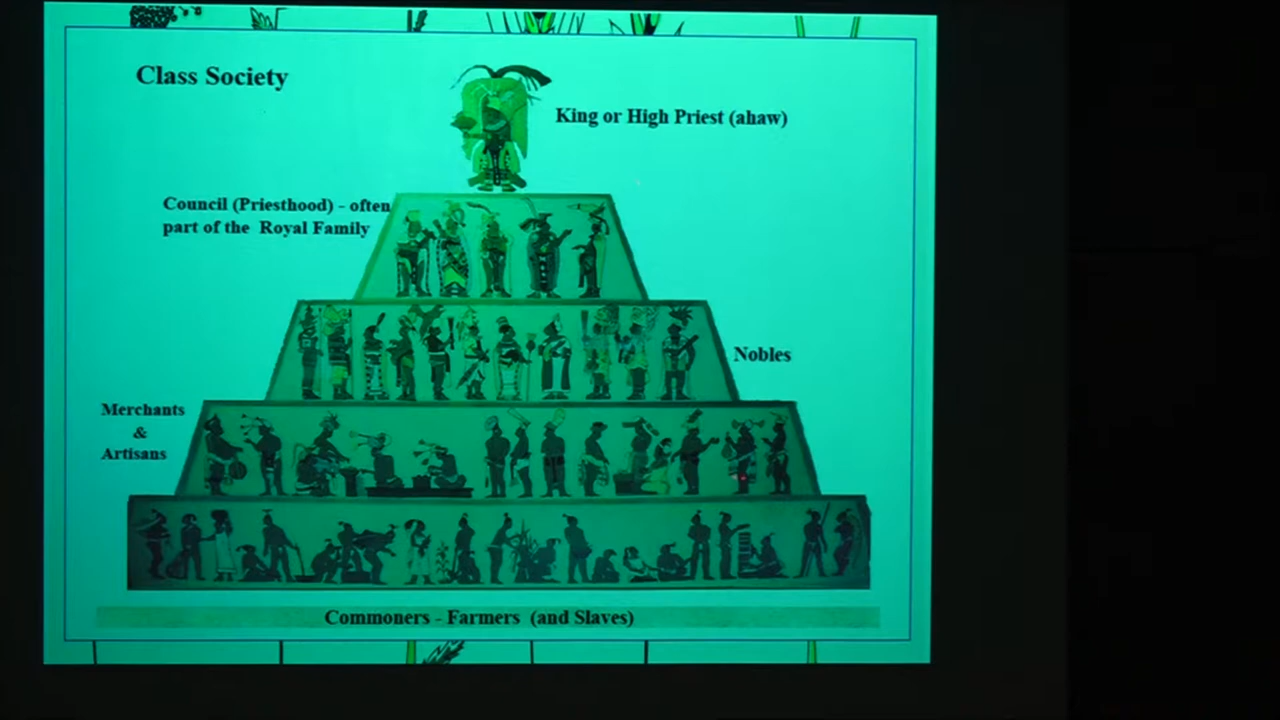 Class Society
King or High Priest (ahaw)
Council (Priesthood) - often
part of the Royal Family
Nobles
Merchants
&
Artisans
Commoners - Farmers (and Slaves)